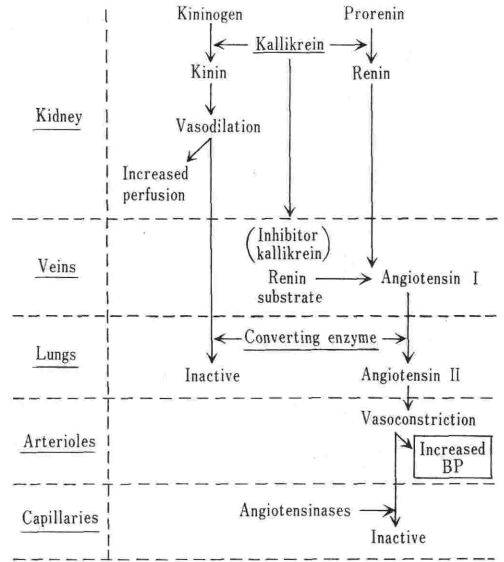 Kininogen Prorenin
Kallikrein
Kinin Renin
Kidney
Vasodilation
Increased
perfusion
(Inhibitor
kallikrein)
Veins
Renin
substrate
Angiotensin I
Converting enzyme
Lungs
Inactive Angiotensin II
Vasoconstriction
Arterioles
Increased
BP
Angiotensinases
Capillaries
Inactive